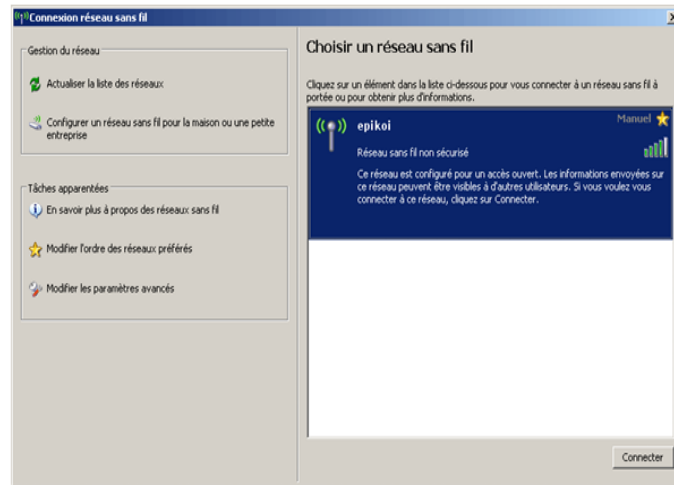 Connexion réseau sans fil
Gestion du réseau
Actualiser la liste des réseaux
Configurer un réseau sans fil pour la maison ou une petite
entreprise
Tâches apparentées
En savoir plus à propos des réseaux sans fil
Modifier l'ordre des réseaux préférés
Modifier les paramètres avancés
Choisir un réseau sans fil
Cliquez sur un élément dans la liste ci-dessous pour vous connecter à un réseau sans fil à
portée ou pour obtenir plus d'informations.
epikoi
Manuel
Réseau sans fil non sécurisé
Ce réseau est configuré pour un accès ouvert. Les informations envoyées sur
ce réseau peuvent être visibles à d'autres utilisateurs. Si vous voulez vous
connecter à ce réseau, cliquez sur Connecter.
Connecter